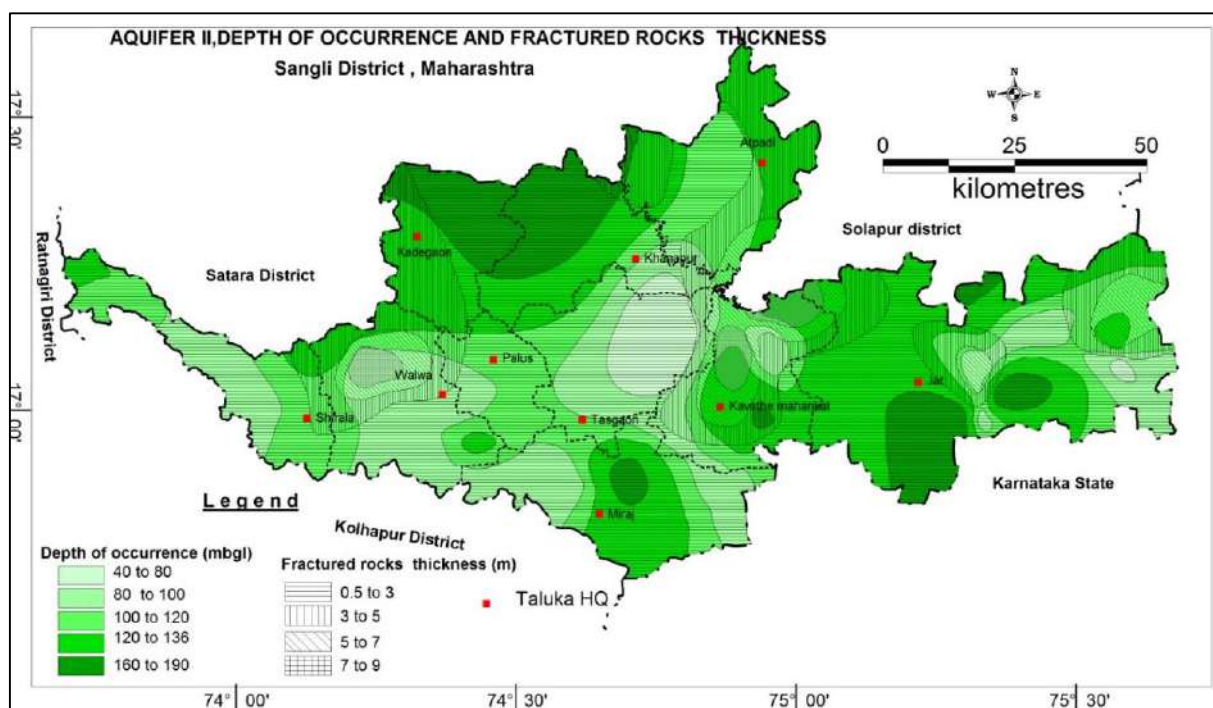 AQUIFER II,DEPTH OF OCCURRENCE AND FRACTURED ROCKS THICKNESS
Sangli District , Maharashtra
N
W E
S
0 25 50
kilometres
17° 30'
17° 00'
Atpadi
Kadegaon
Khanapur
Solapur district
Satara District
Ratnagiri District
Palus
Walwa
Jat
Shirala
Tasgaon
Kavathe mahankal
Karnataka State
Miraj
Kolhapur District
Legend
Depth of occurrence (mbgl)
40 to 80
80 to 100
100 to 120
120 to 136
160 to 190
Fractured rocks thickness (m)
0.5 to 3
3 to 5
5 to 7
7 to 9
Taluka HQ
74° 00' 74° 30' 75° 00' 75° 30'